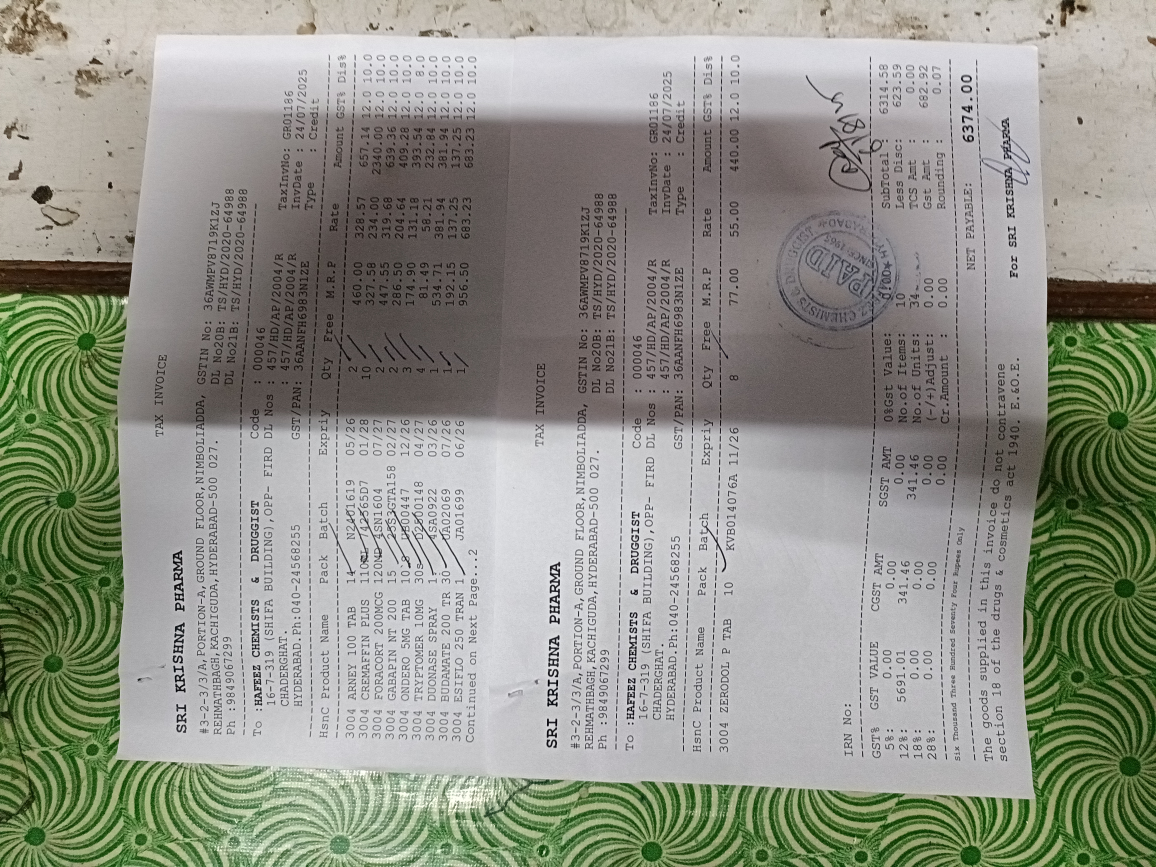 TAX INVOICE
SRI KRISHNA PHARMA
#3-2-3/3/A,PORTION-A,GROUND FLOOR,NIMBOLIADDA, GSTIN No: 36AWMPV8719K1ZJ
REHMATHBAGH,KACHIGUDA,HYDERABAD-500 027. DL No20B: TS/HYD/2020-64988
Ph :9849067299 DL No21B: TS/HYD/2020-64988
To :HAFEEZ CHEMISTS & DRUGGIST Code : 000046 TaxInvNo: GR01186
16-7-319 (SHIFA BUILDING),OPP- FIRD DL Nos : 457/HD/AP/2004/R InvDate : 24/07/2025
CHADERGHAT. : 457/HD/AP/2004/R Type : Credit
HYDERABAD.Ph:040-24568255 GST/PAN: 36AANFH6983N1ZE
HsnC Product Name Pack Batch Exprly Qty Free M.R.P Rate Amount GST% Dis%
3004 ARNEY 100 TAB 14 N2401619 05/26 2 460.00 328.57 657.14 12.0 10.0
3004 CREMAFFIN PLUS 01/28 10 327.58 234.00 2340.00 12.0 10.0
3004 FORACORT 200MCG 120MD 4SN1604 07/27 2 447.55 319.68 639.36 12.0 10.0
3004 GABAPIN NT 200 15 02/27 2 286.50 204.64 409.28 12.0 10.0
3004 ONDERO 5MG TAB 10 12/26 3 174.90 131.18 393.54 12.0 10.0
3004 TRYPTOMER 10MG 30s 04/27 4 81.49 58.21 232.84 12.0 10.0
3004 DUONASE SPRAY 1 4SA0922 03/26 1 534.71 381.94 381.94 12.0 10.0
3004 BUDAMATE 200 TR 30 UA02069 07/26 1 192.15 137.25 137.25 12.0 10.0
3004 ESIFLO 250 TRAN 1 JA01699 06/26 1 956.50 683.23 683.23 12.0 10.0
Continued on Next Page...2
TAX INVOICE
SRI KRISHNA PHARMA
#3-2-3/3/A,PORTION-A,GROUND FLOOR,NIMBOLIADDA, GSTIN No: 36AWMPV8719K1ZJ
REHMATHBAGH,KACHIGUDA,HYDERABAD-500 027. DL No20B: TS/HYD/2020-64988
Ph :9849067299 DL No21B: TS/HYD/2020-64988
To :HAFEEZ CHEMISTS & DRUGGIST Code : 000046 TaxInvNo: GR01186
16-7-319 (SHIFA BUILDING),OPP- FIRD DL Nos : 457/HD/AP/2004/R InvDate : 24/07/2025
CHADERGHAT. : 457/HD/AP/2004/R Type : Credit
HYDERABAD.Ph:040-24568255 GST/PAN: 36AANFH6983N1ZE
HsnC Product Name Pack Batch Exprly Qty Free M.R.P Rate Amount GST% Dis%
3004 ZERODOL P TAB 10 KVB014076A 11/26 8 77.00 55.00 440.00 12.0 10.0
PAID
IRN No:
GST% GST VALUE CGST AMT SGST AMT 0%Gst Value: SubTotal : 6314.58
5%: 0.00 0.00 0.00 No.of Items: 10 Less Disc: 623.59
12%: 5691.01 341.46 341.46 No.of Units: 34 TCS Amt : 0.00
18%: 0.00 0.00 0.00 (-/+)Adjust: 0.00 Gst Amt : 682.92
28%: 0.00 0.00 0.00 Cr.Amount : 0.00 Rounding : 0.07
Six Thousand Three Hundred Seventy Four Rupees Only NET PAYABLE: 6374.00
The goods supplied in this invoice do not contravene
section 18 of the drugs & cosmetics act 1940. E.&O.E. For SRI KRISHNA PHARMA